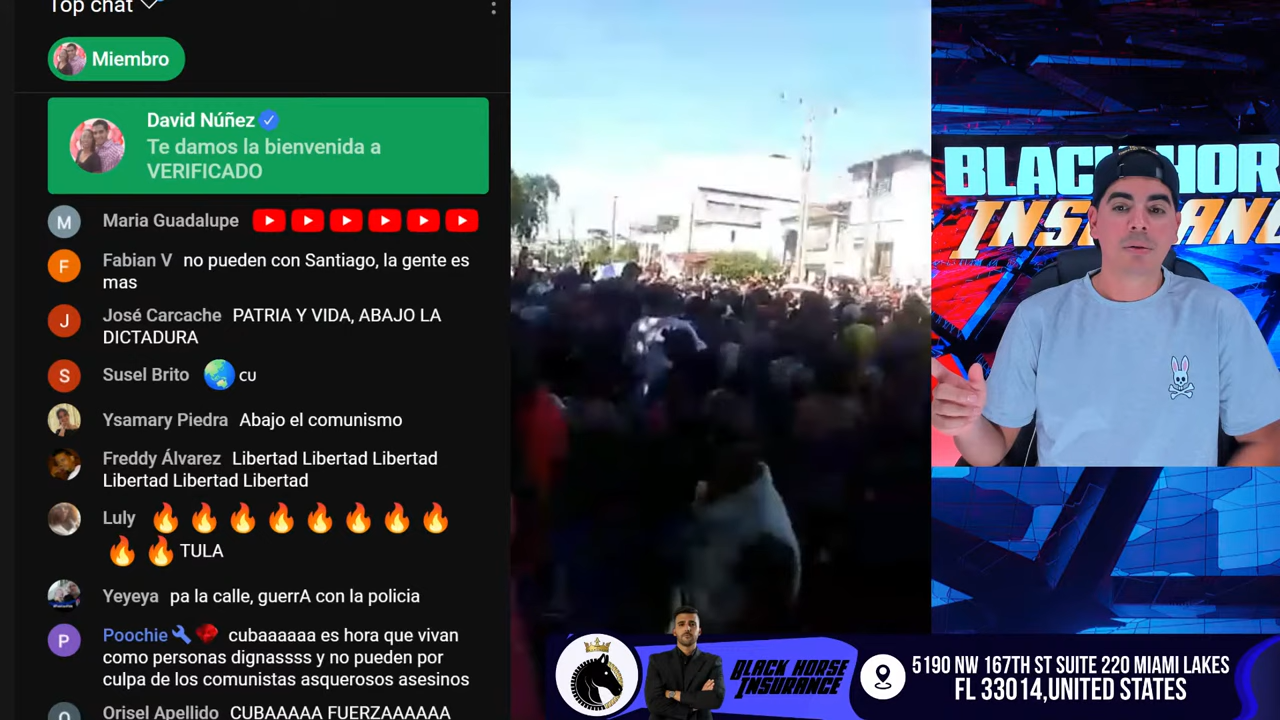 Top chat
Miembro
David Núñez
Te damos la bienvenida a
VERIFICADO
M
Maria Guadalupe
F
Fabian V no pueden con Santiago, la gente es
mas
J
José Carcache PATRIA Y VIDA, ABAJO LA
DICTADURA
S
Susel Brito 🌏 CU
Ysamary Piedra Abajo el comunismo
Freddy Álvarez Libertad Libertad Libertad
Libertad Libertad Libertad
Luly 🔥 🔥 🔥 🔥 🔥 🔥 🔥 🔥
🔥 🔥 TULA
Yeyeya pa la calle, guerrA con la policia
P
Poochie cubaaaaaa es hora que vivan
como personas dignassss y no pueden por
culpa de los comunistas asquerosos asesinos
Orisel Apellido CUBAAAAA FUERZAAAAAA
BLACK HOR
INSURANC
BLACK HORSE
INSURANCE
5190 NW 167TH ST SUITE 220 MIAMI LAKES
FL 33014,UNITED STATES